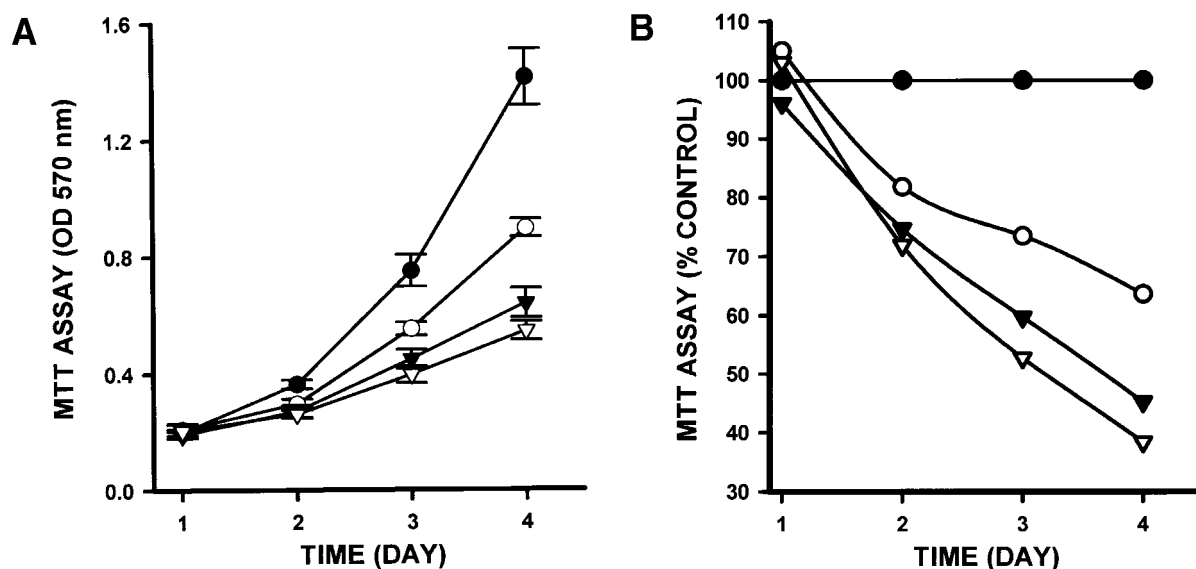 A
MTT ASSAY (OD 570 nm)
1.6
1.2
0.8
0.4
0.0
1 2 3 4
TIME (DAY)
B
MTT ASSAY (% CONTROL)
110
100
90
80
70
60
50
40
30
1 2 3 4
TIME (DAY)